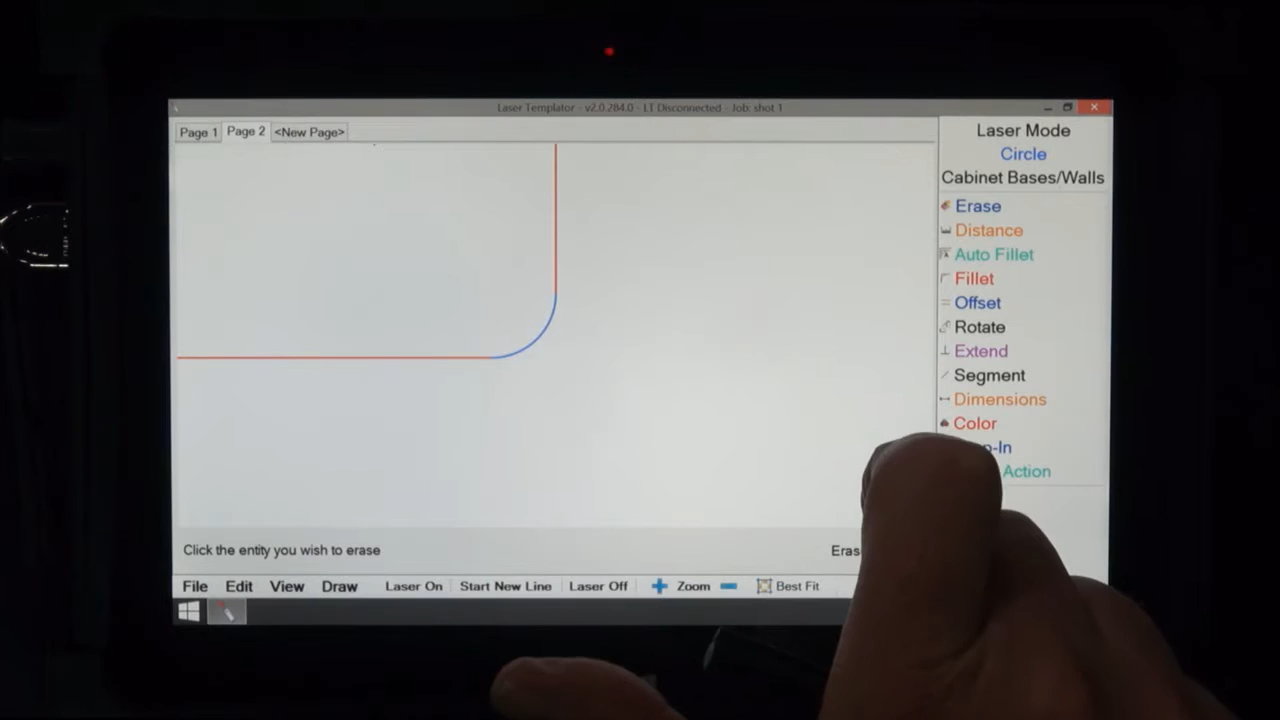 Laser Templator - v2.0.284.0 - LT Disconnected - Job: shot 1
Page 1 Page 2 <New Page>
Laser Mode
Circle
Cabinet Bases/Walls
Erase
Distance
Auto Fillet
Fillet
Offset
Rotate
Extend
Segment
Dimensions
Color
p-In
Action
Click the entity you wish to erase Eras
File Edit View Draw Laser On Start New Line Laser Off Zoom Best Fit